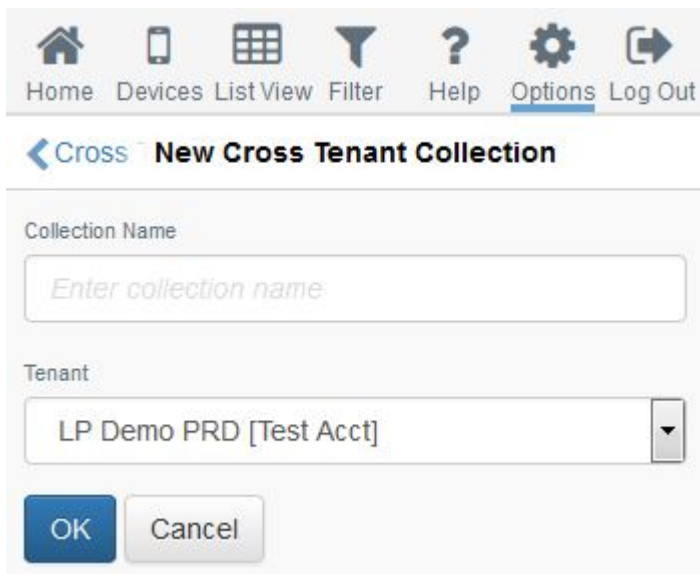 Home Devices List View Filter Help Options Log Out
Cross New Cross Tenant Collection
Collection Name
Enter collection name
Tenant
LP Demo PRD [Test Acct]
OK Cancel